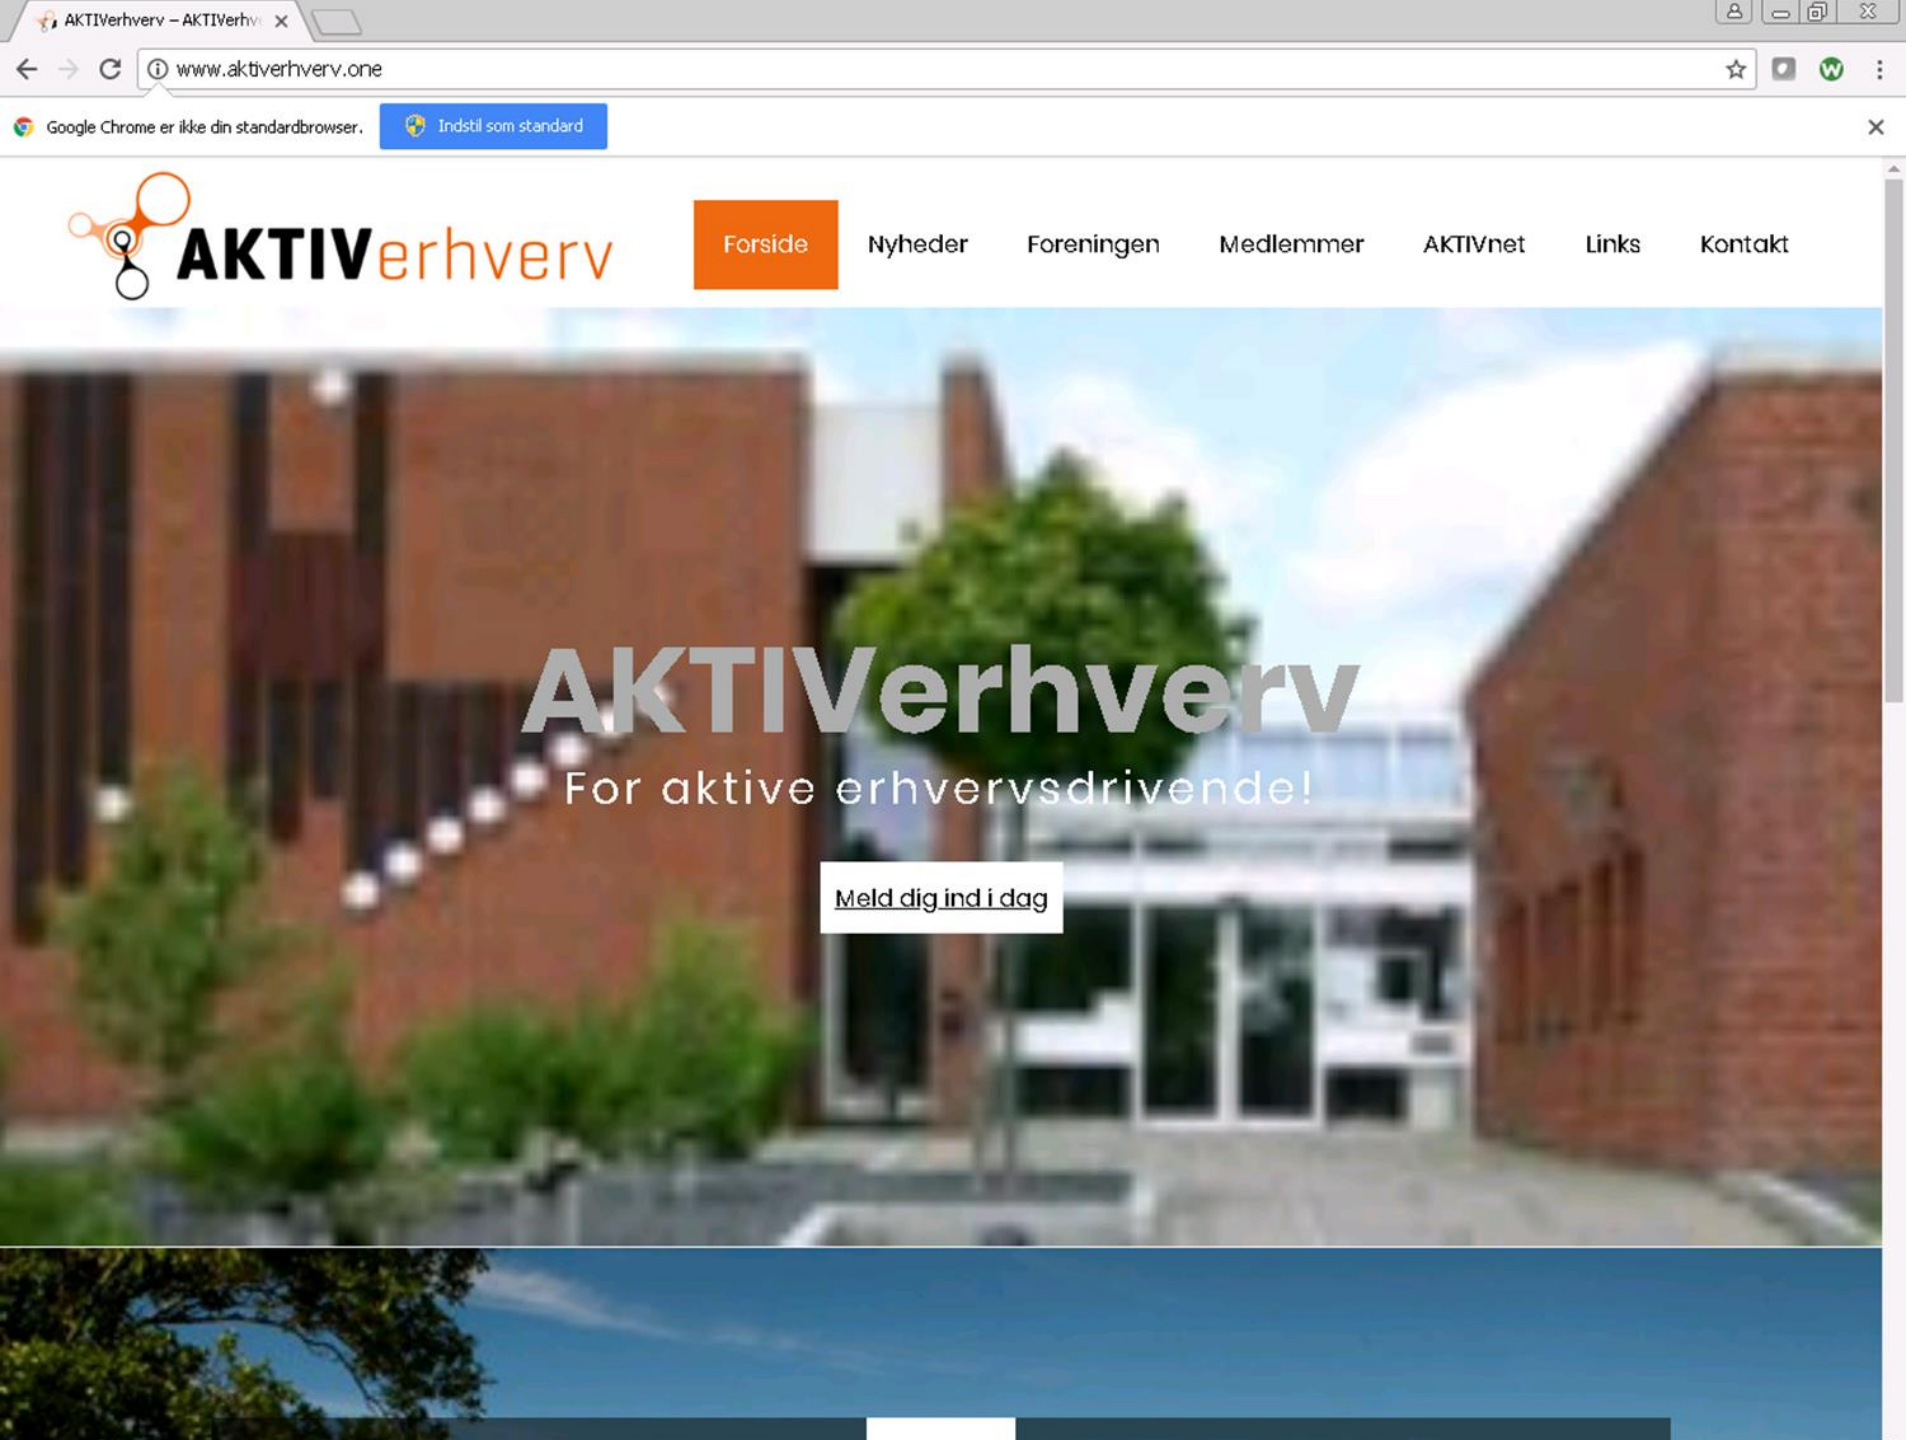 AKTIVerhverv – AKTIVerhv
www.aktiverhverv.one
Google Chrome er ikke din standardbrowser. Indstil som standard
AKTIVerhverv
Forside Nyheder Foreningen Medlemmer AKTIVnet Links Kontakt
AKTIVerhverv
For aktive erhvervsdrivende!
Meld dig ind i dag